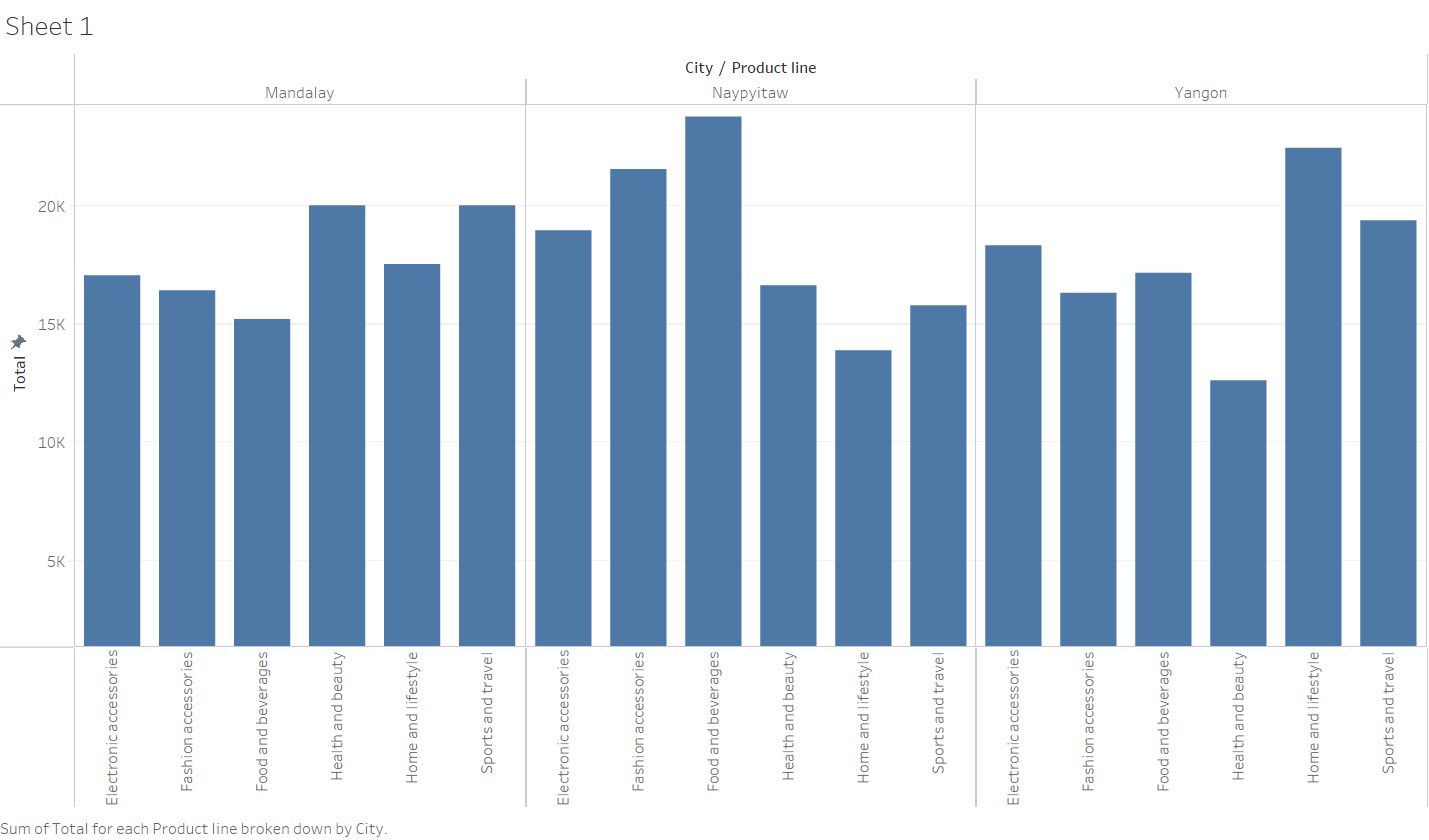 Sheet 1
City / Product line
Mandalay
Naypyitaw
Yangon
20K
15K
10K
5K
Total
Electronic accessories
Fashion accessories
Food and beverages
Health and beauty
Home and lifestyle
Sports and travel
Electronic accessories
Fashion accessories
Food and beverages
Health and beauty
Home and lifestyle
Sports and travel
Electronic accessories
Fashion accessories
Food and beverages
Health and beauty
Home and lifestyle
Sports and travel
Sum of Total for each Product line broken down by City.